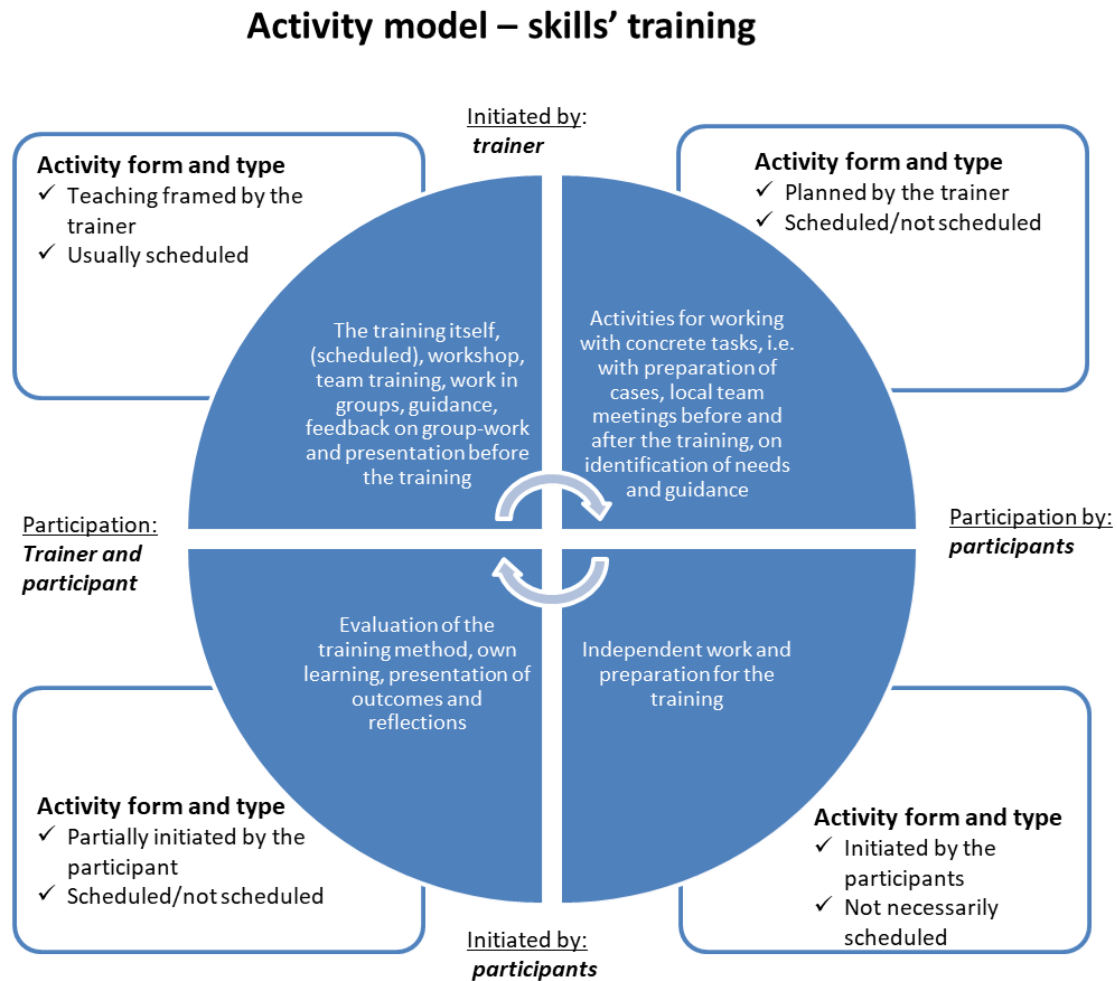 Activity model – skills' training
Initiated by:
trainer
Activity form and type
✓ Teaching framed by the
trainer
✓ Usually scheduled
Activity form and type
✓ Planned by the trainer
✓ Scheduled/not scheduled
The training itself,
(scheduled), workshop,
team training, work in
groups, guidance,
feedback on group-work
and presentation before
the training
Activities for working
with concrete tasks, i.e.
with preparation of
cases, local team
meetings before and
after the training, on
identification of needs
and guidance
Participation:
Trainer and
participant
Participation by:
participants
Evaluation of the
training method, own
learning, presentation of
outcomes and
reflections
Independent work and
preparation for the
training
Activity form and type
✓ Partially initiated by the
participant
✓ Scheduled/not scheduled
Activity form and type
✓ Initiated by the
participants
✓ Not necessarily
scheduled
Initiated by:
participants